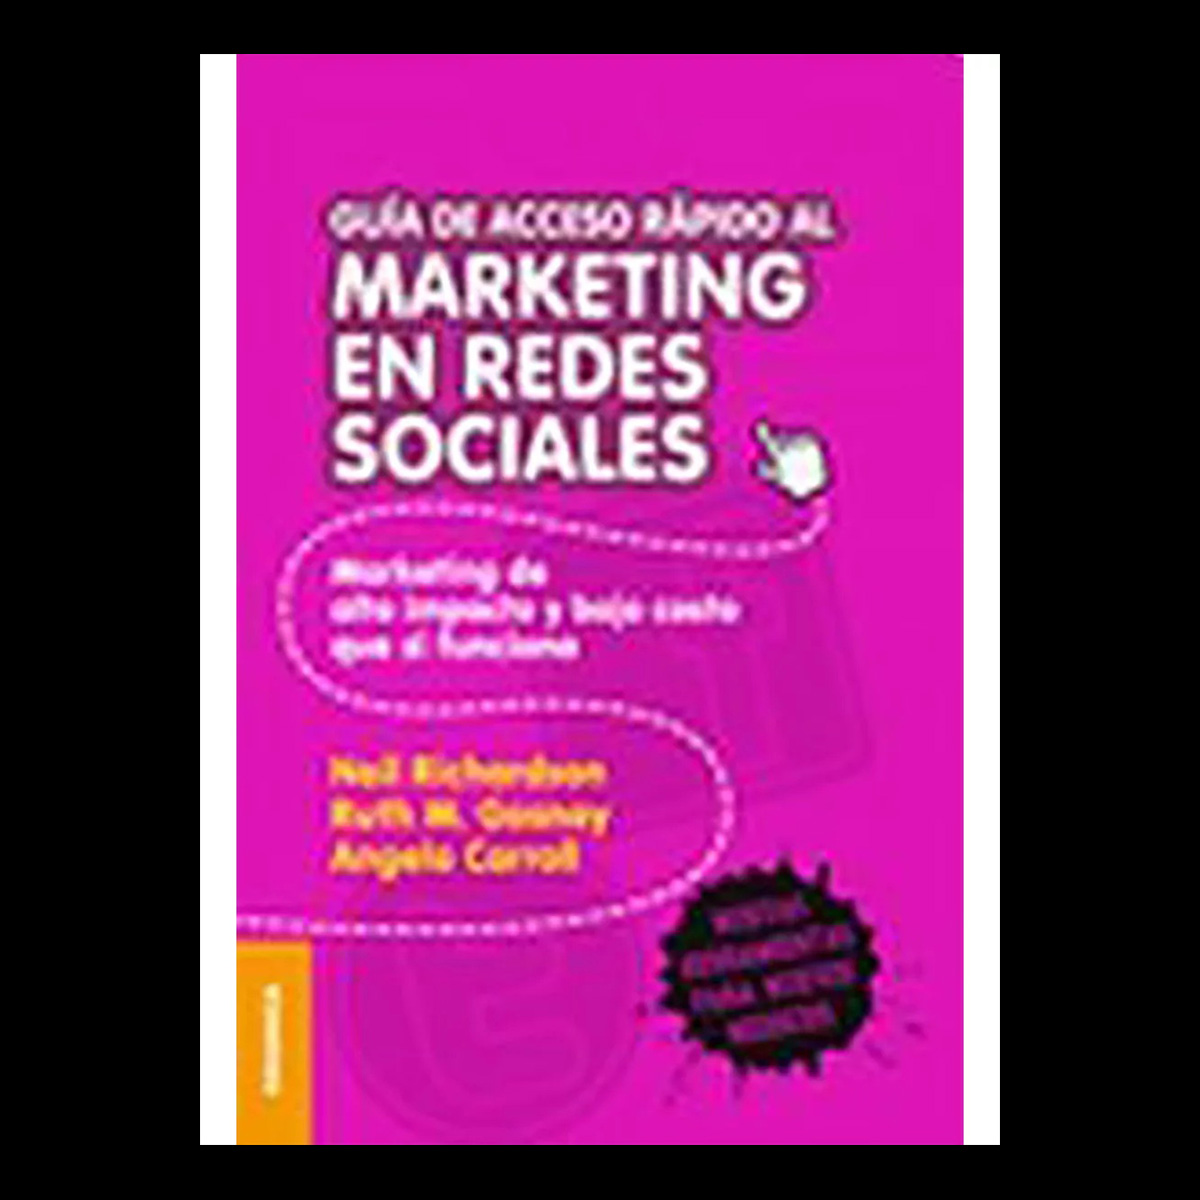 GUÍA DE ACCESO RÁPIDO AL
MARKETING
EN REDES
SOCIALES
Marketing de
alto impacto y bajo costo
que sí funciona
Neil Richardson
Ruth M. Gosnay
Angela Carroll
GRANICA